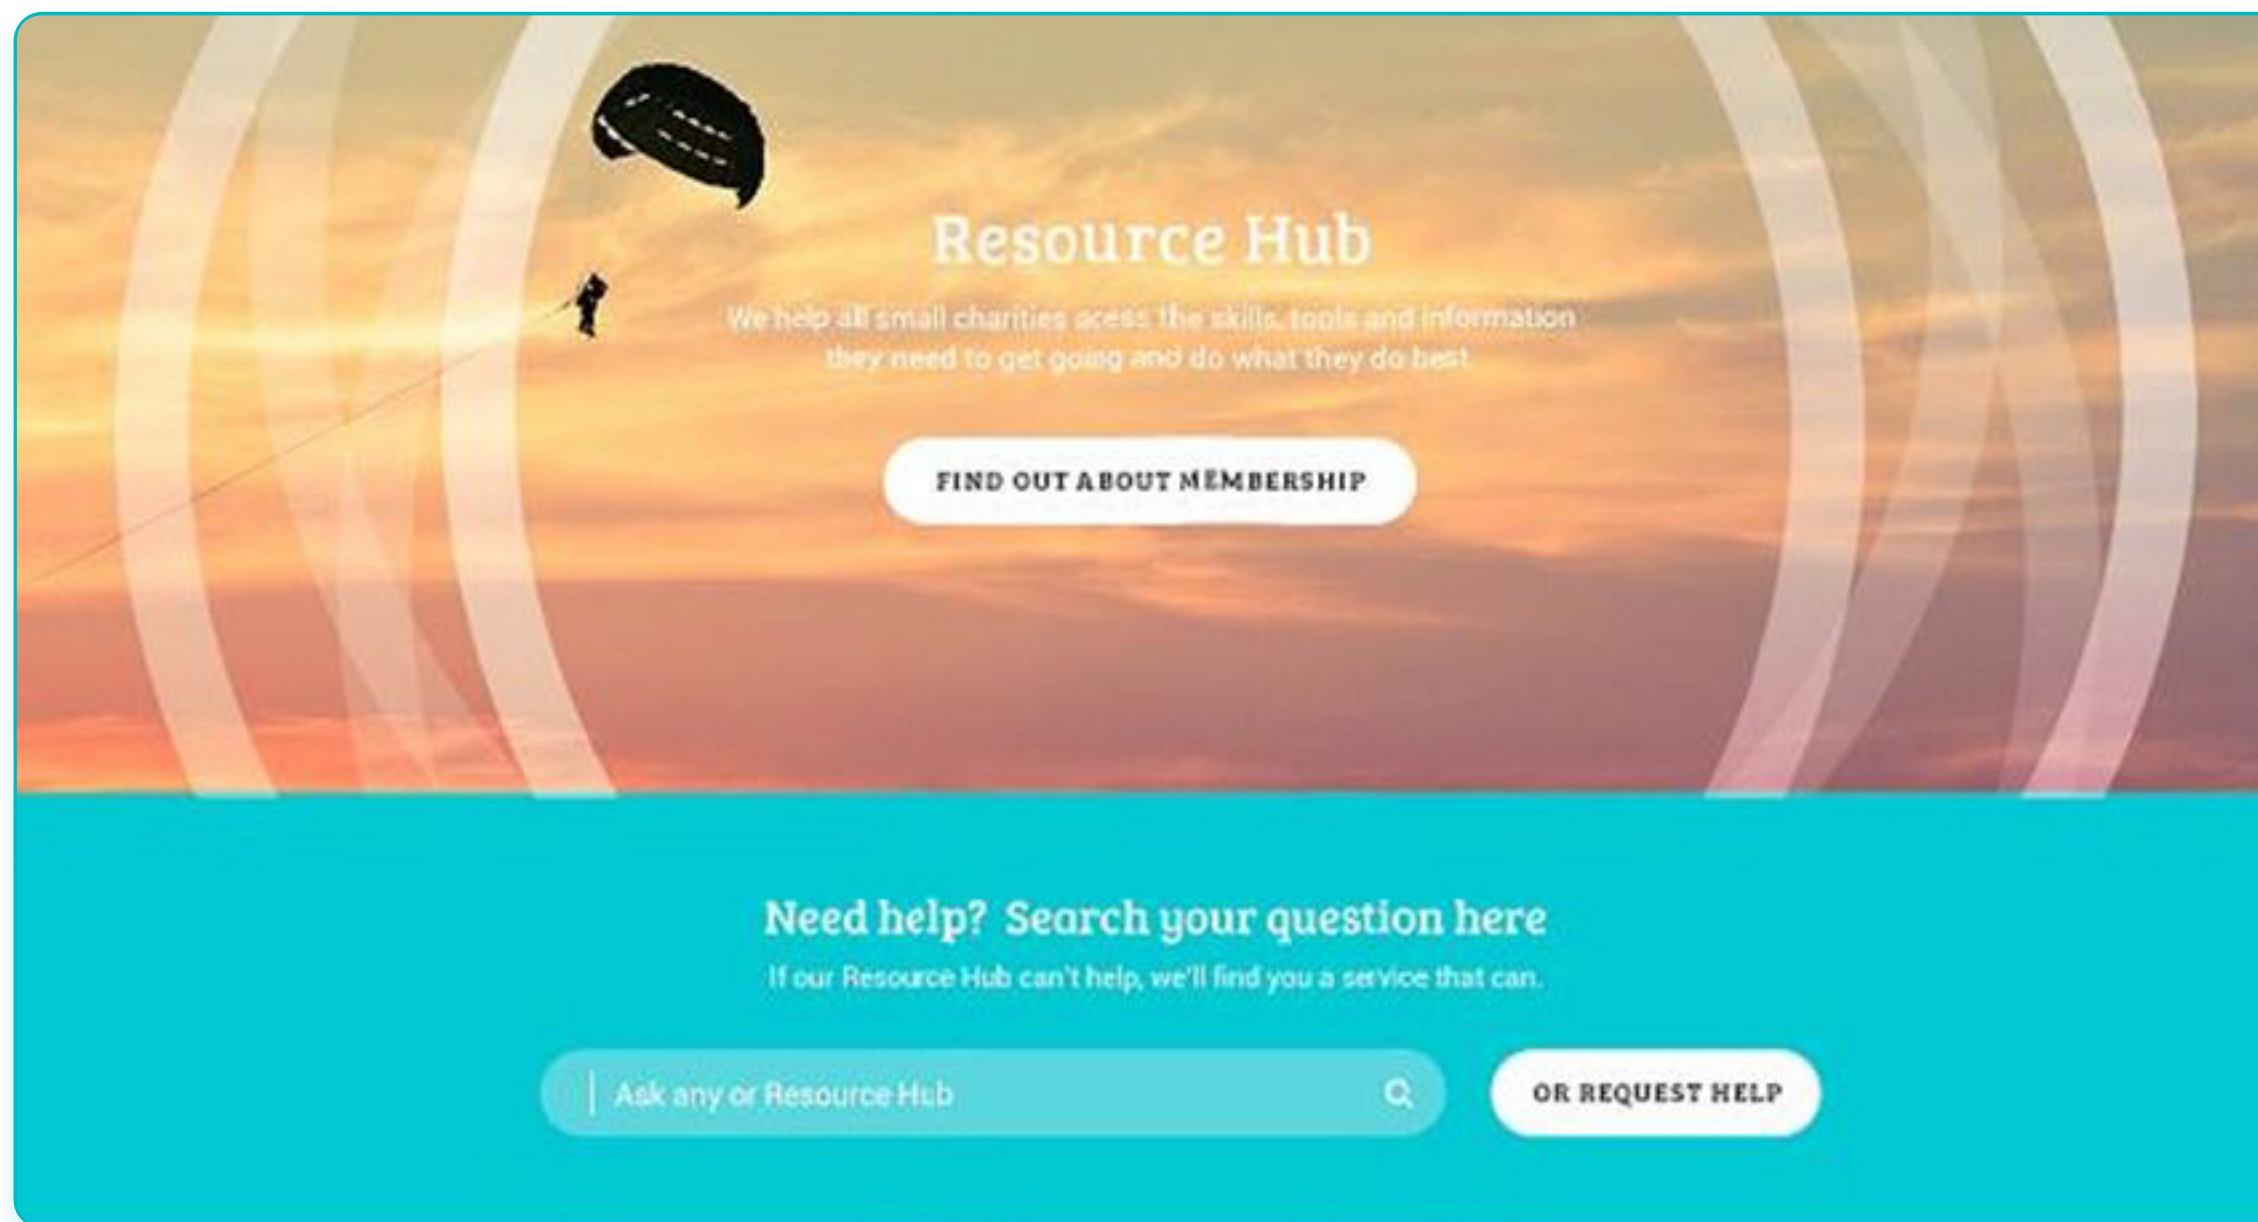 Resource Hub
We help all small charities acess the skills, tools and information
they need to get going and do what they do best.
FIND OUT ABOUT MEMBERSHIP
Need help? Search your question here
If our Resource Hub can't help, we'll find you a service that can.
Ask any or Resource Hub
OR REQUEST HELP